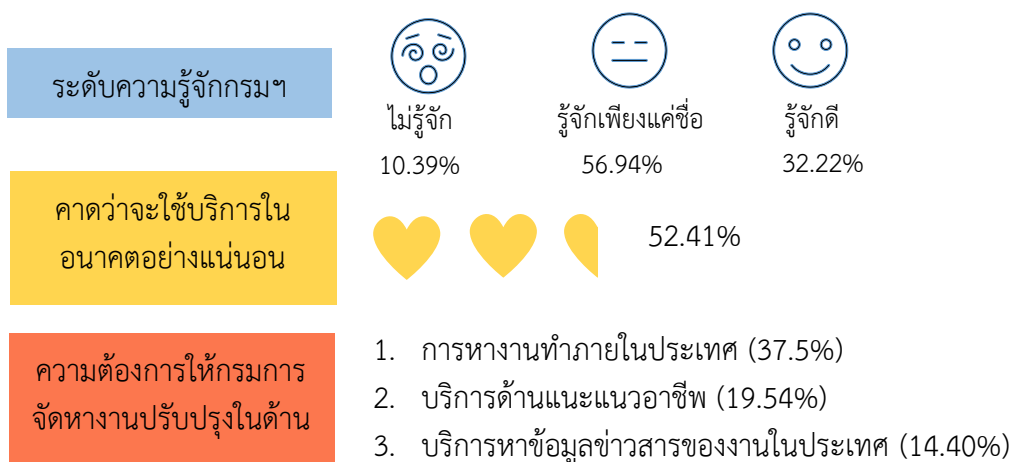 ระดับความรู้จักกรมฯ
ไม่รู้จัก
รู้จักเพียงแค่ชื่อ
รู้จักดี
10.39%
56.94%
32.22%
คาดว่าจะใช้บริการใน
อนาคตอย่างแน่นอน
52.41%
ความต้องการให้กรมการ
จัดหางานปรับปรุงในด้าน
1. การหางานทำภายในประเทศ (37.5%)
2. บริการด้านแนะแนวอาชีพ (19.54%)
3. บริการหาข้อมูลข่าวสารของงานในประเทศ (14.40%)